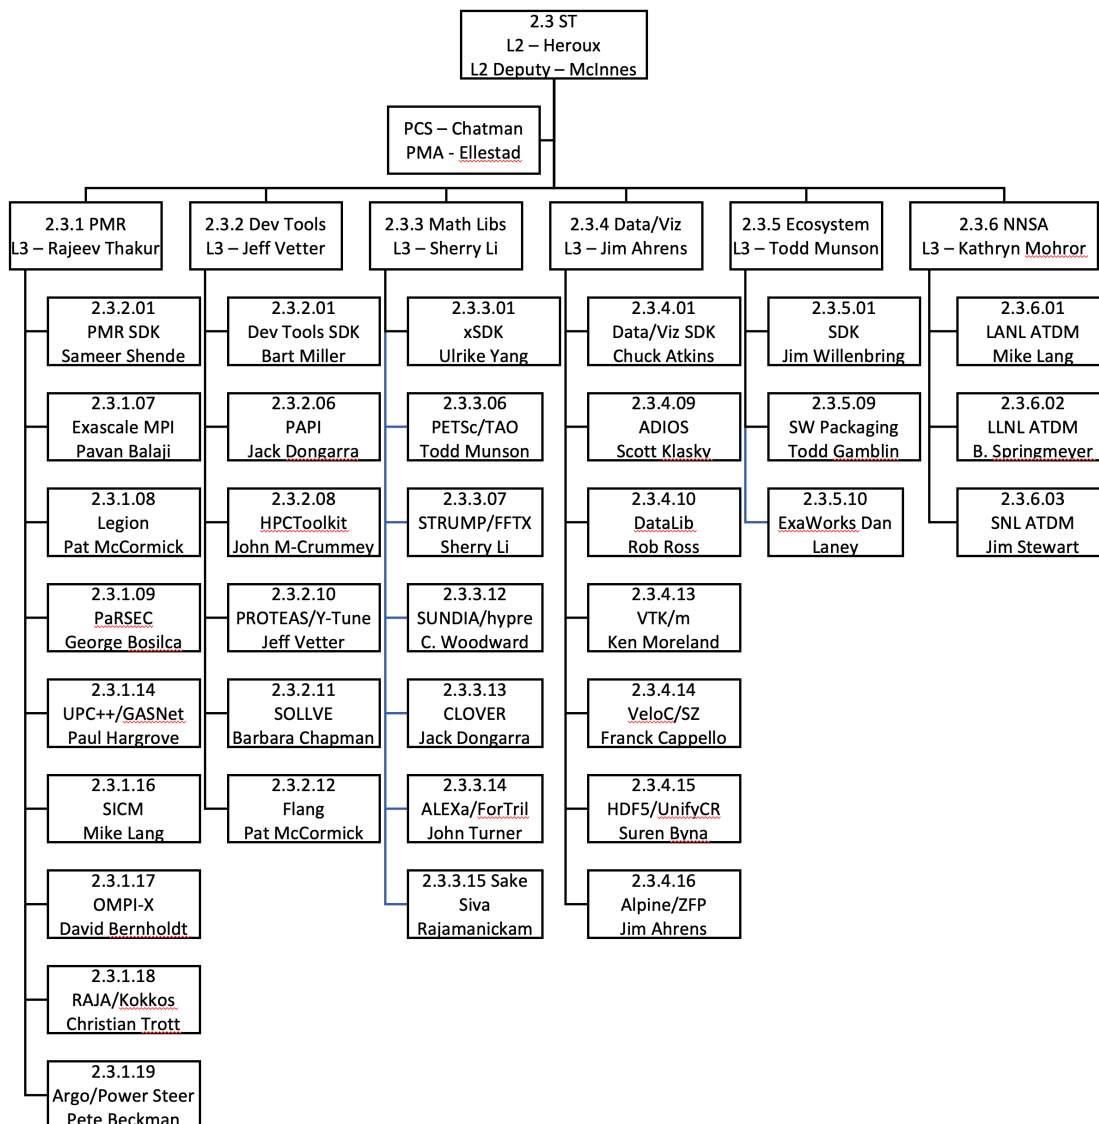 2.3 ST
L2 – Heroux
L2 Deputy – McInnes
PCS – Chatman
PMA - Ellestad
2.3.1 PMR
L3 – Rajeev Thakur
2.3.2.01
PMR SDK
Sameer Shende
2.3.1.07
Exascale MPI
Pavan Balaji
2.3.1.08
Legion
Pat McCormick
2.3.1.09
PaRSEC
George Bosilca
2.3.1.14
UPC++/GASNet
Paul Hargrove
2.3.1.16
SICM
Mike Lang
2.3.1.17
OMPI-X
David Bernholdt
2.3.1.18
RAJA/Kokkos
Christian Trott
2.3.1.19
Argo/Power Steer
Pete Beckman
2.3.2 Dev Tools
L3 – Jeff Vetter
2.3.2.01
Dev Tools SDK
Bart Miller
2.3.2.06
PAPI
Jack Dongarra
2.3.2.08
HPCToolkit
John M-Crummey
2.3.2.10
PROTEAS/Y-Tune
Jeff Vetter
2.3.2.11
SOLLVE
Barbara Chapman
2.3.2.12
Flang
Pat McCormick
2.3.3 Math Libs
L3 – Sherry Li
2.3.3.01
xSDK
Ulrike Yang
2.3.3.06
PETSc/TAO
Todd Munson
2.3.3.07
STRUMP/FFTX
Sherry Li
2.3.3.12
SUNDIA/hypre
C. Woodward
2.3.3.13
CLOVER
Jack Dongarra
2.3.3.14
ALEXa/ForTril
John Turner
2.3.3.15 Sake
Siva
Rajamanickam
2.3.4 Data/Viz
L3 – Jim Ahrens
2.3.4.01
Data/Viz SDK
Chuck Atkins
2.3.4.09
ADIOS
Scott Klasky
2.3.4.10
DataLib
Rob Ross
2.3.4.13
VTK/m
Ken Moreland
2.3.4.14
VeloC/SZ
Franck Cappello
2.3.4.15
HDF5/UnifyCR
Suren Byna
2.3.4.16
Alpine/ZFP
Jim Ahrens
2.3.5 Ecosystem
L3 – Todd Munson
2.3.5.01
SDK
Jim Willenbring
2.3.5.09
SW Packaging
Todd Gamblin
2.3.5.10
ExaWorks Dan
Laney
2.3.6 NNSA
L3 – Kathryn Mohror
2.3.6.01
LANL ATDM
Mike Lang
2.3.6.02
LLNL ATDM
B. Springmeyer
2.3.6.03
SNL ATDM
Jim Stewart